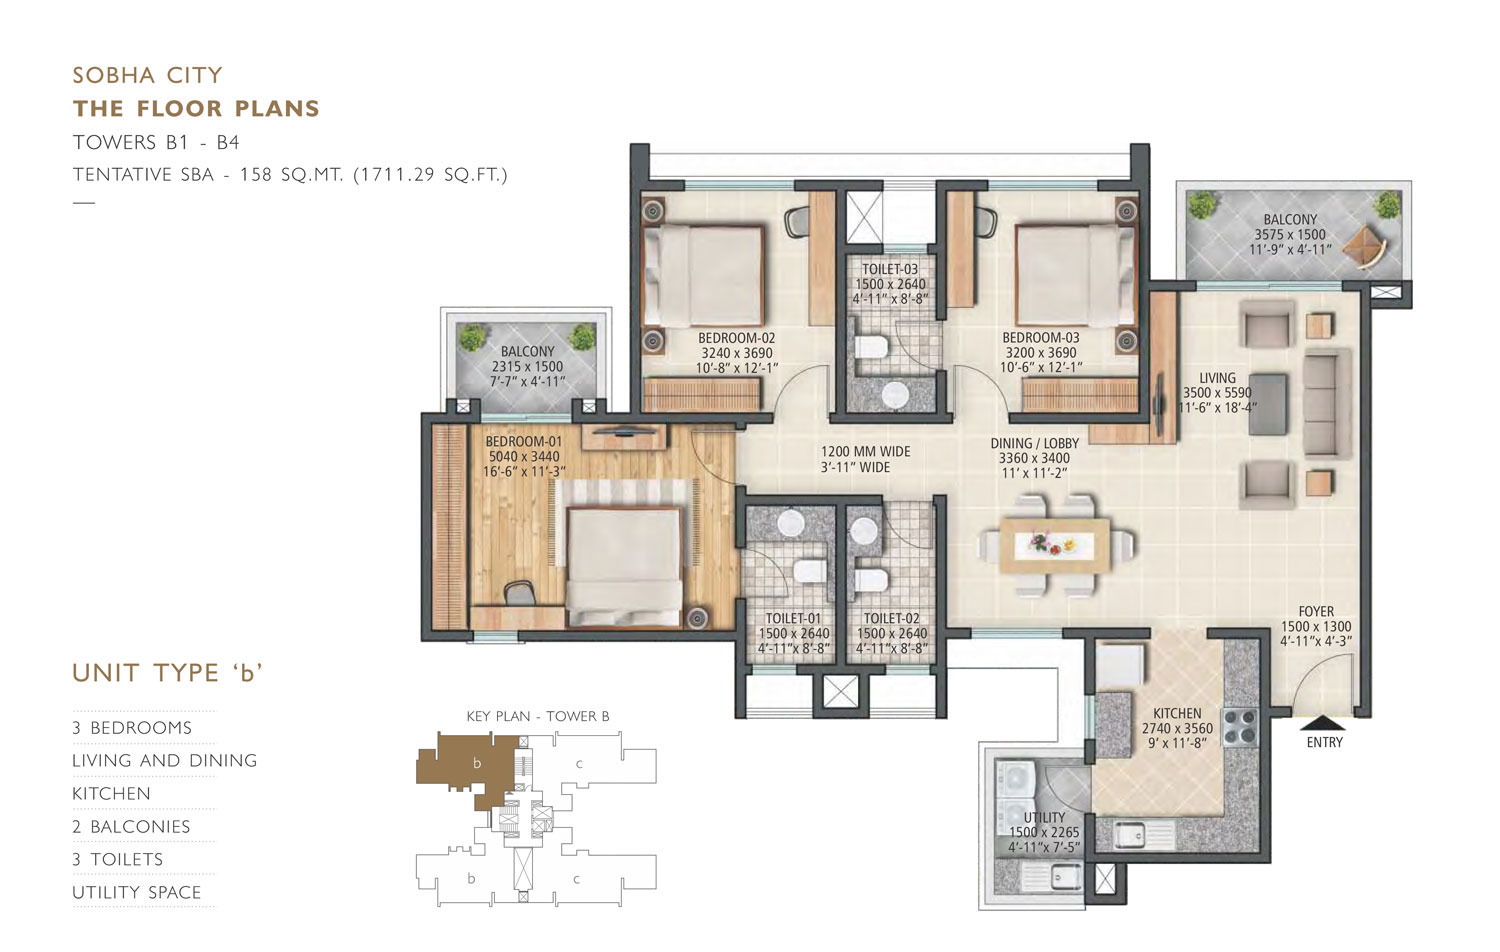 SOBHA CITY
THE FLOOR PLANS
TOWERS B1 - B4
TENTATIVE SBA - 158 SQ.MT. (1711.29 SQ.FT.)
BALCONY
3575 x 1500
11'-9" x 4'-11"
TOILET-03
1500 x 2640
4'-11" x 8'-8"
BEDROOM-02
3240 x 3690
10'-8" x 12'-1"
BEDROOM-03
3200 x 3690
10'-6" x 12'-1"
BALCONY
2315 x 1500
7'-7" x 4'-11"
LIVING
3500 x 5590
11'-6" x 18'-4"
BEDROOM-01
5040 x 3440
16'-6" x 11'-3"
1200 MM WIDE
3'-11" WIDE
DINING / LOBBY
3360 x 3400
11' x 11'-2"
TOILET-01
1500 x 2640
4'-11"x 8'-8"
TOILET-02
1500 x 2640
4'-11"x 8'-8"
FOYER
1500 x 1300
4'-11"x 4'-3"
KITCHEN
2740 x 3560
9' x 11'-8"
ENTRY
UTILITY
1500 x 2265
4'-11"x 7'-5"
UNIT TYPE ‘b’
3 BEDROOMS
LIVING AND DINING
KITCHEN
2 BALCONIES
3 TOILETS
UTILITY SPACE
KEY PLAN - TOWER B
b
c
b
c